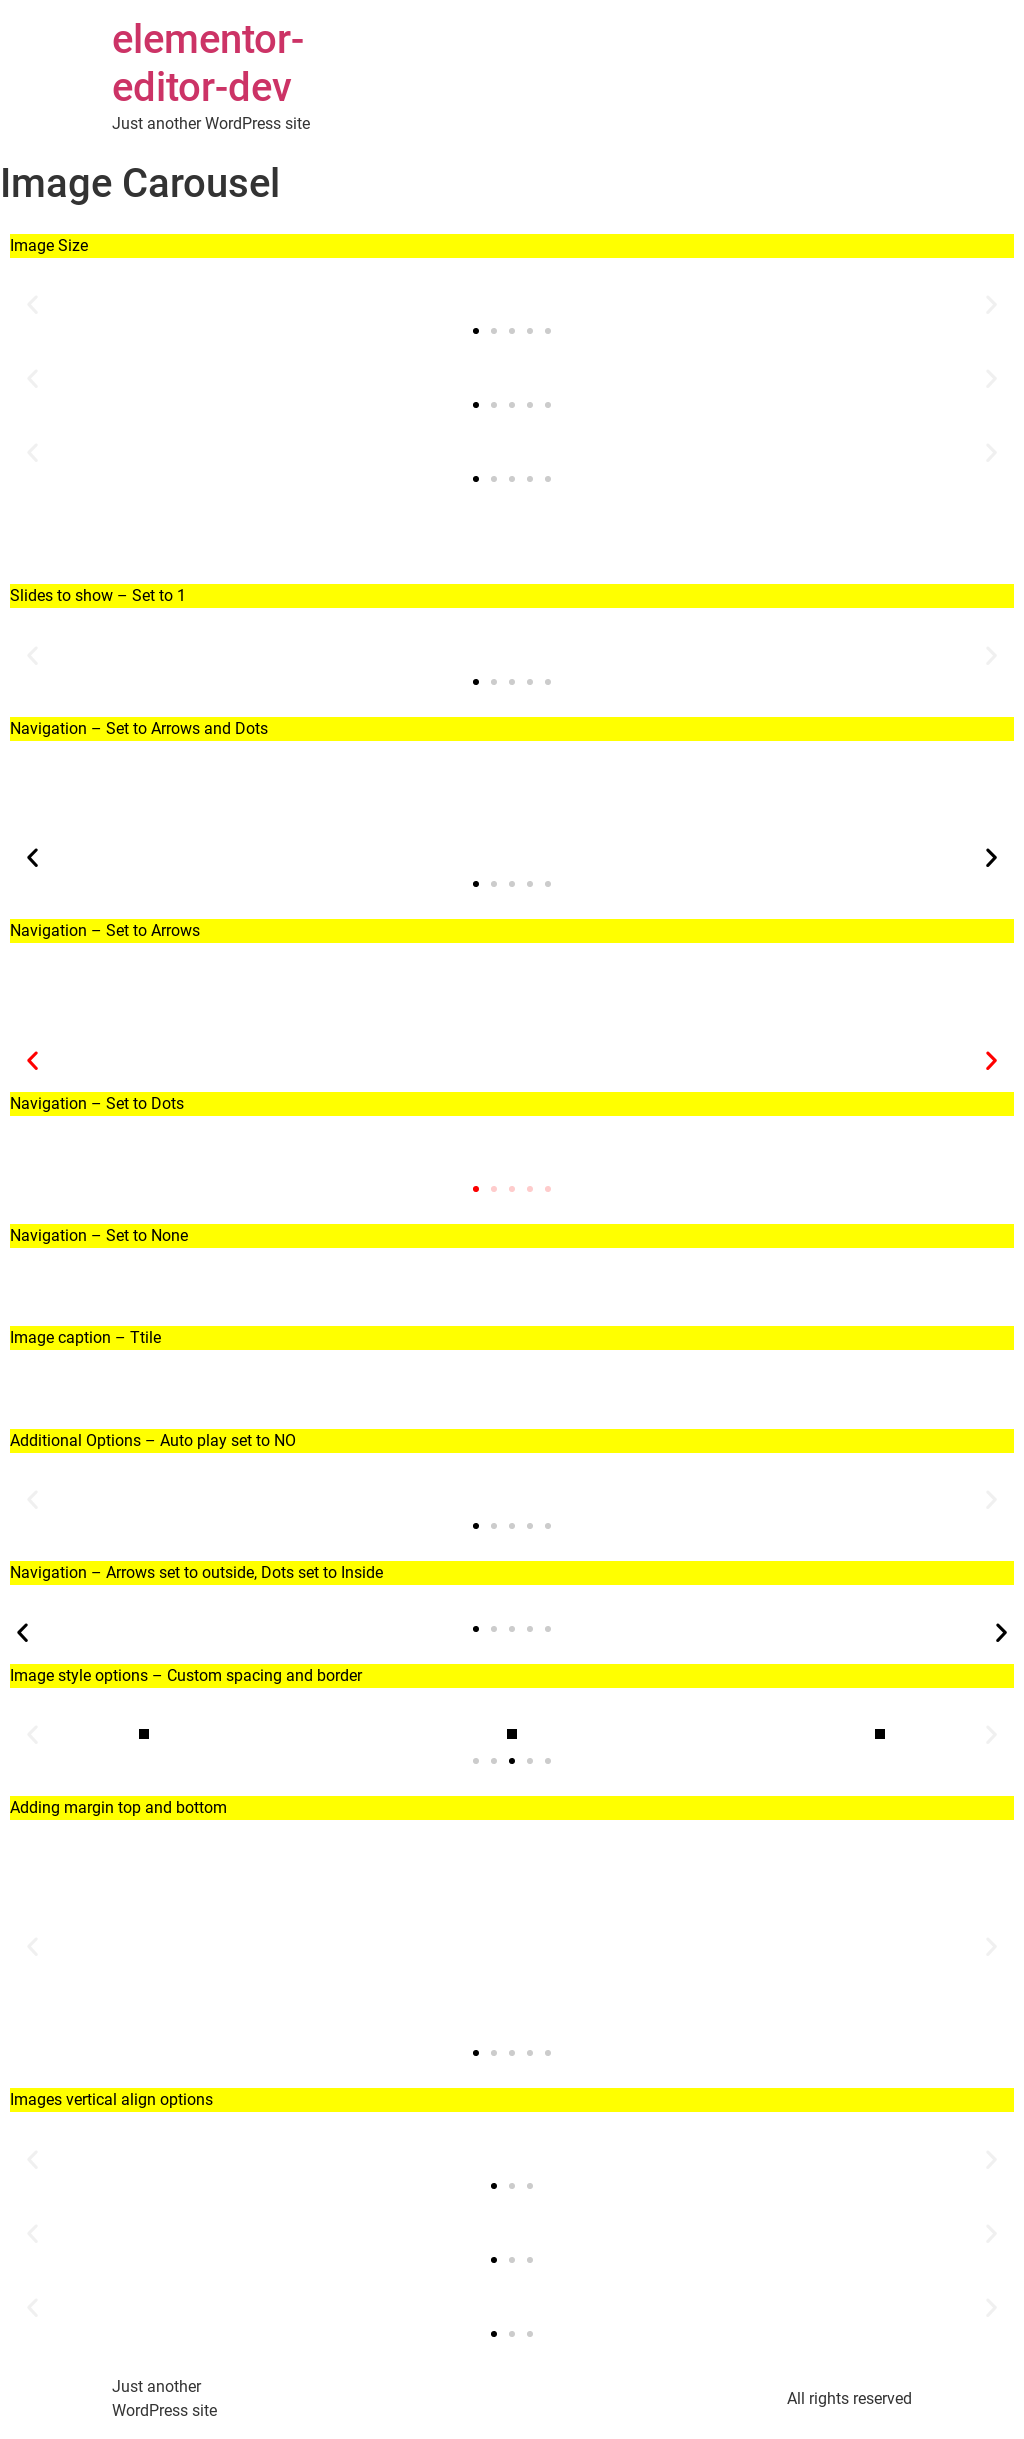 elementor-
editor-dev
Just another WordPress site
Image Carousel
Image Size
Slides to show – Set to 1
Navigation – Set to Arrows and Dots
Navigation – Set to Arrows
Navigation – Set to Dots
Navigation – Set to None
Image caption – Ttile
Additional Options – Auto play set to NO
Navigation – Arrows set to outside, Dots set to Inside
Image style options – Custom spacing and border
Adding margin top and bottom
Images vertical align options
Just another
WordPress site
All rights reserved